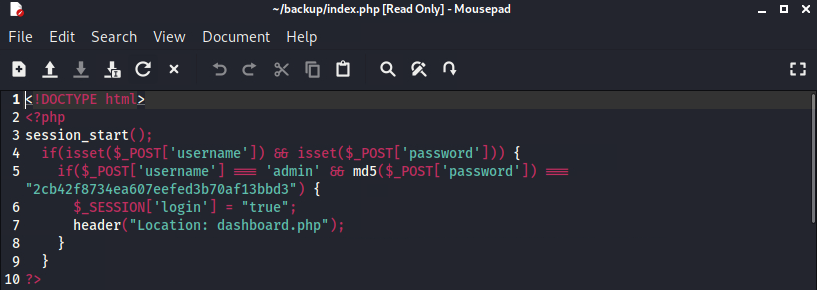 ~/backup/index.php [Read Only] - Mousepad
File Edit Search View Document Help
1 <!DOCTYPE html>
2 <?php
3 session_start();
4 if(isset($_POST['username']) && isset($_POST['password'])) {
5 if($_POST['username'] === 'admin' && md5($_POST['password']) ===
"2cb42f8734ea607eefed3b70af13bbd3") {
6 $_SESSION['login'] = "true";
7 header("Location: dashboard.php");
8 }
9 }
10 ?>